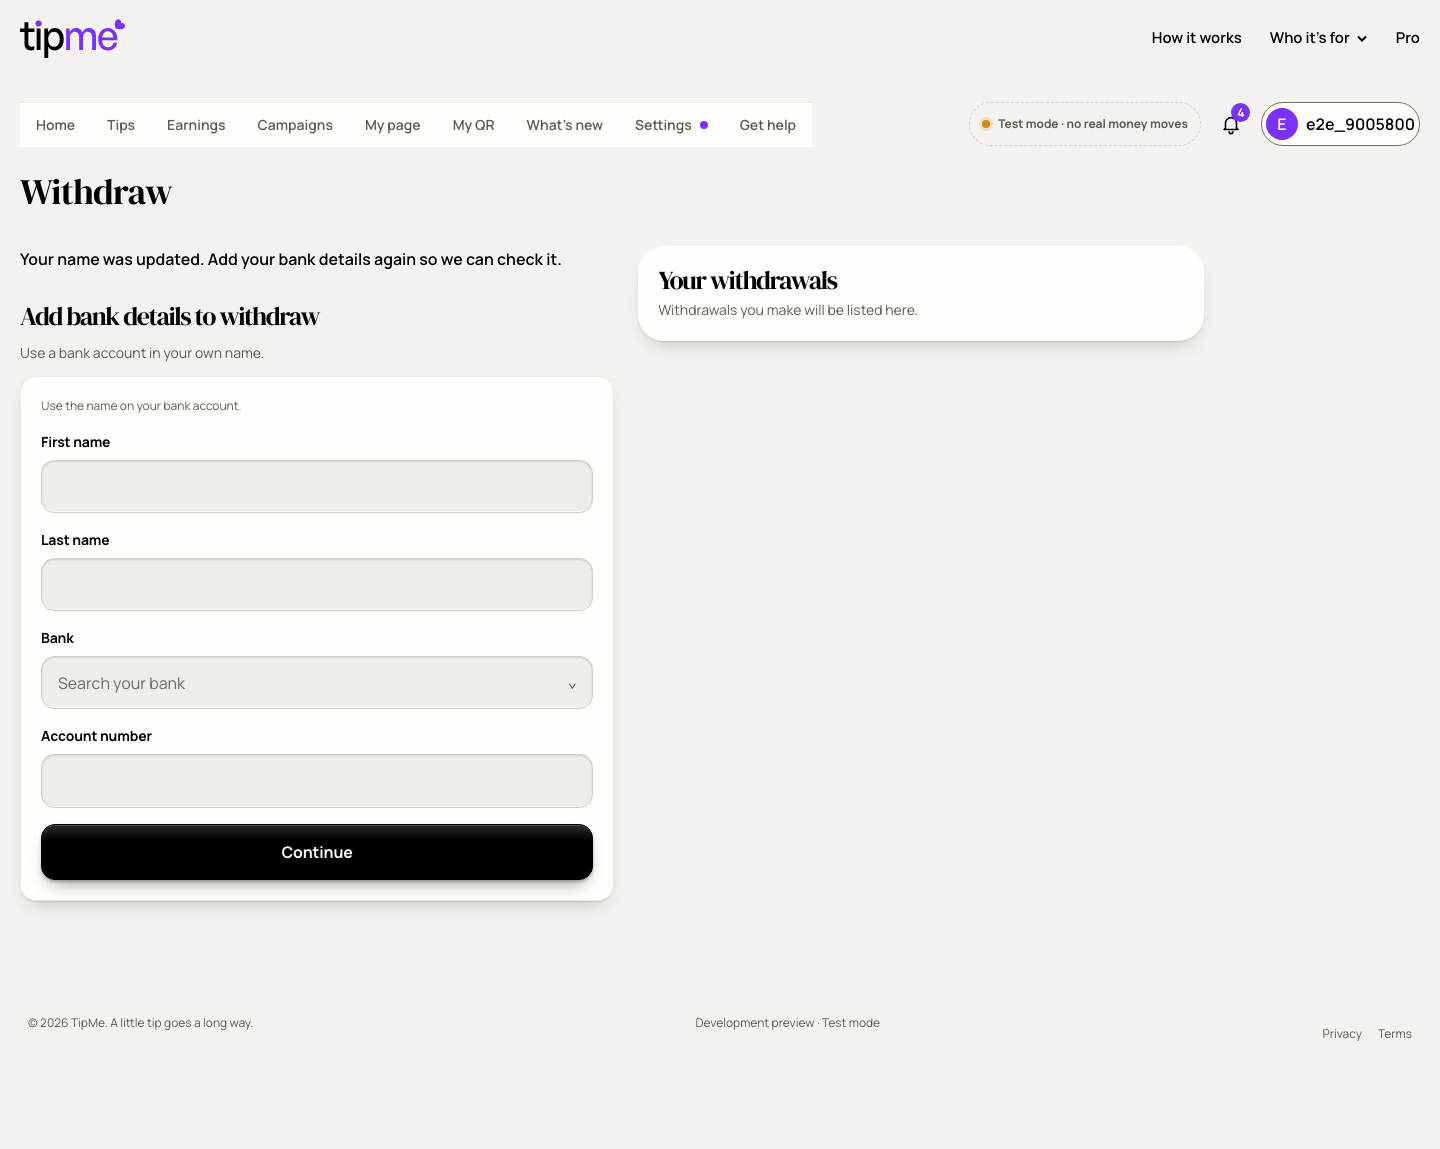 tipme
How it works
Who it's for
Pro
Home
Tips
Earnings
Campaigns
My page
My QR
What's new
Settings
Get help
Test mode · no real money moves
4
E
e2e_9005800
Withdraw
Your name was updated. Add your bank details again so we can check it.
Add bank details to withdraw
Use a bank account in your own name.
Use the name on your bank account.
First name
Last name
Bank
Search your bank
Account number
Continue
Your withdrawals
Withdrawals you make will be listed here.
© 2026 TipMe. A little tip goes a long way.
Development preview · Test mode
Privacy
Terms